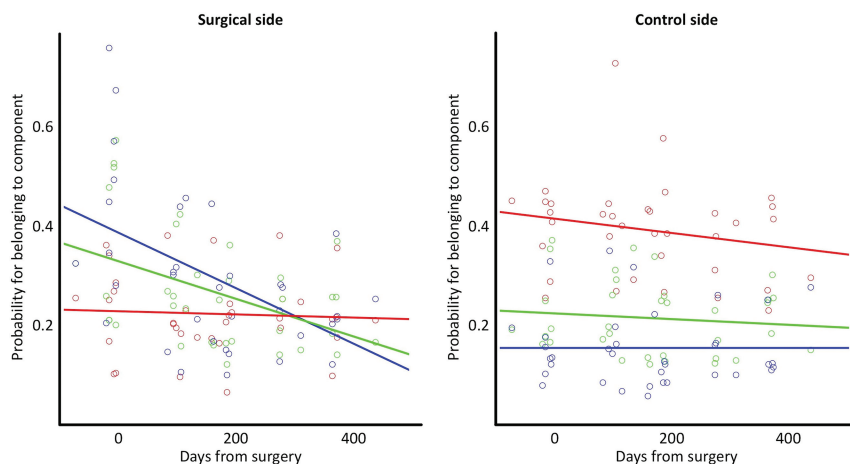 Surgical side
Probability for belonging to component
0.6
0.4
0.2
0
200
400
Days from surgery
Control side
Probability for belonging to component
0.6
0.4
0.2
0
200
400
Days from surgery